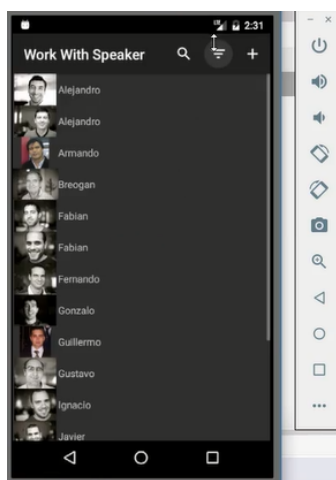 2:31
Work With Speaker
Alejandro
Alejandro
Armando
Breogan
Fabian
Fabian
Fernando
Gonzalo
Guillermo
Gustavo
Ignacio
Javier